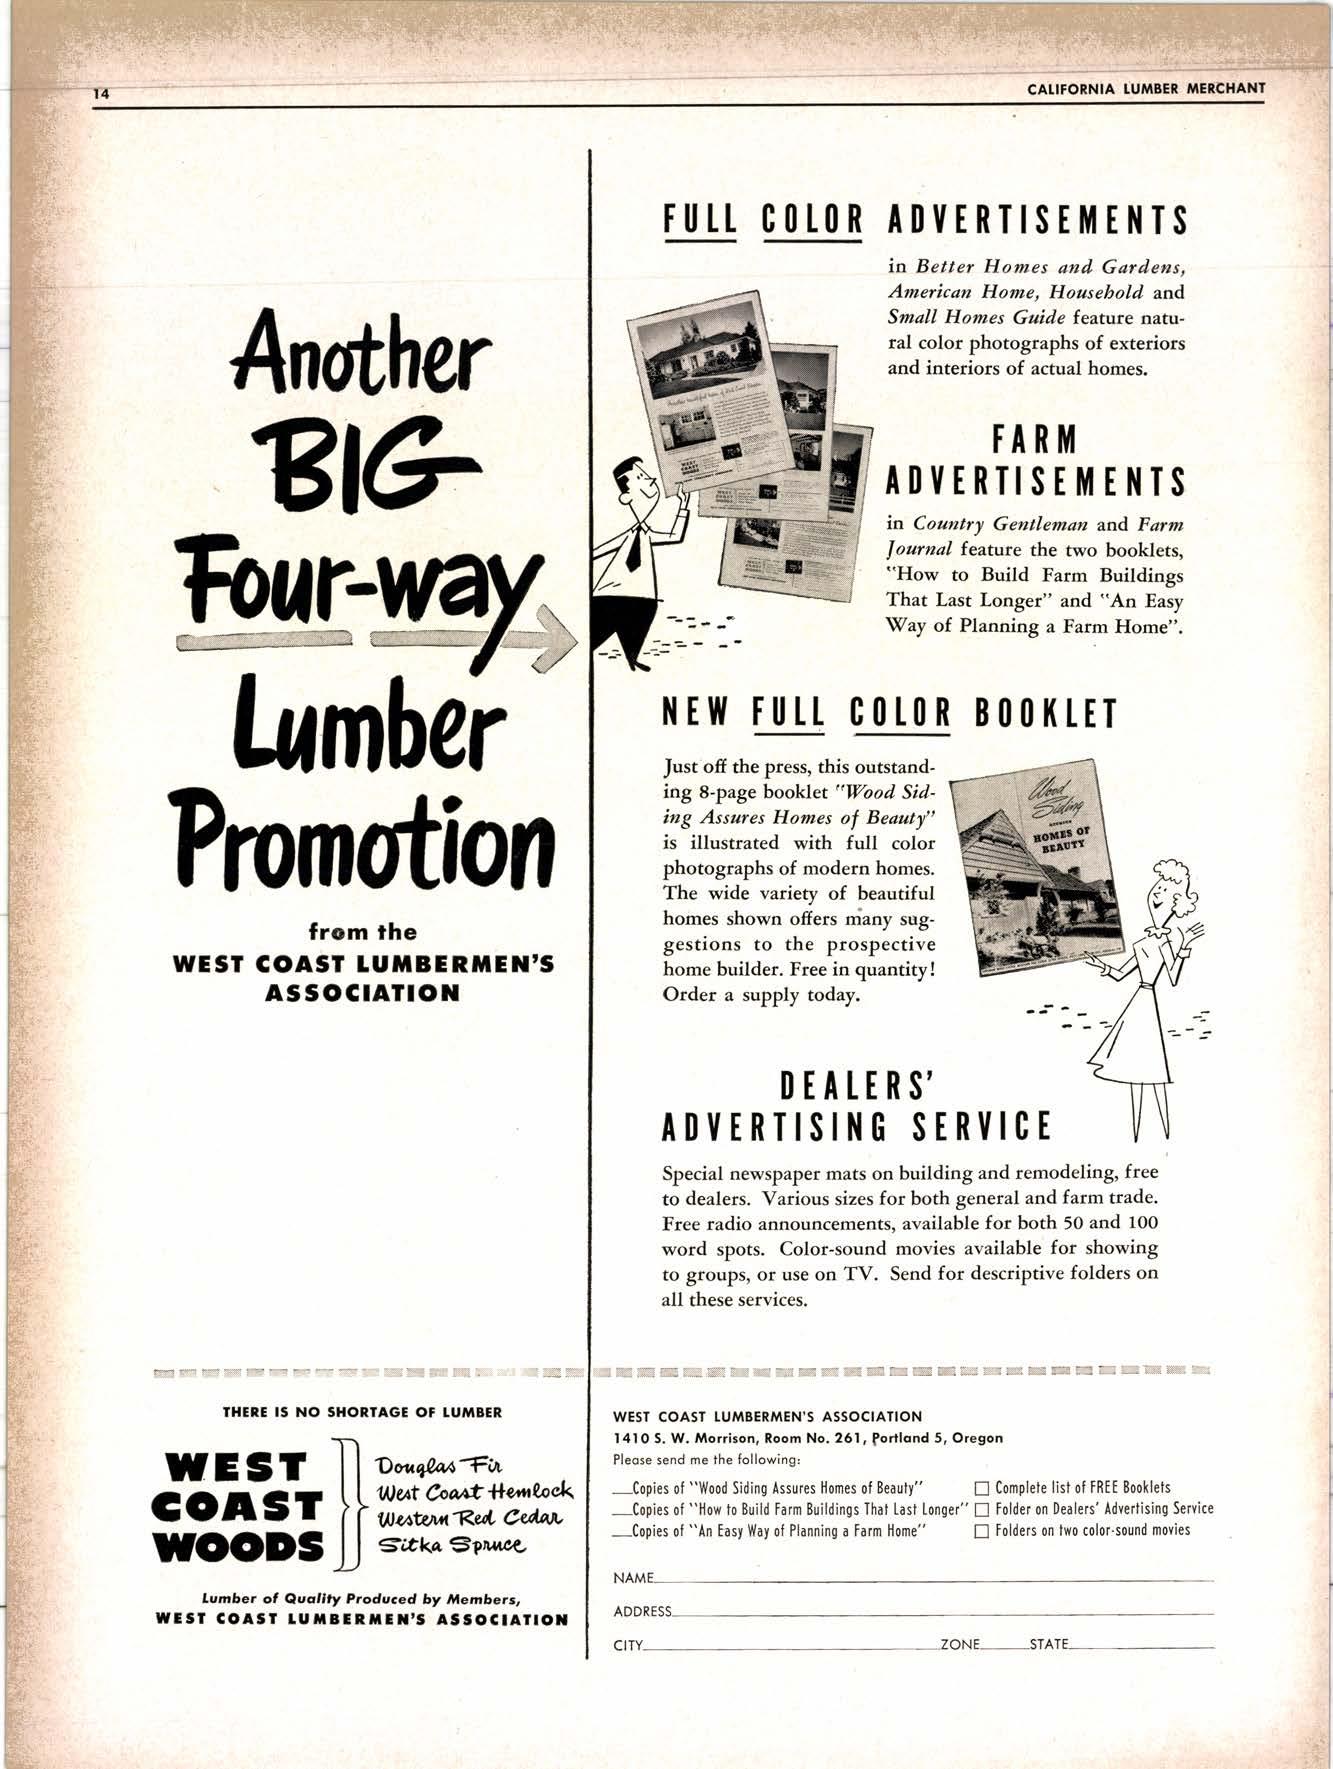 14
CALIFORNIA LUMBER MERCHANT
Another
BIG
Four-way
Lumber
Promotion
from the
WEST COAST LUMBERMEN'S
ASSOCIATION
FULL COLOR ADVERTISEMENTS
in Better Homes and Gardens,
American Home, Household and
Small Homes Guide feature natu-
ral color photographs of exteriors
and interiors of actual homes.
FARM
ADVERTISEMENTS
in Country Gentleman and Farm
Journal feature the two booklets,
"How to Build Farm Buildings
That Last Longer" and "An Easy
Way of Planning a Farm Home".
NEW FULL COLOR BOOKLET
Just off the press, this outstand-
ing 8-page booklet "Wood Sid-
ing Assures Homes of Beauty"
is illustrated with full color
photographs of modern homes.
The wide variety of beautiful
homes shown offers many sug-
gestions to the prospective
home builder. Free in quantity!
Order a supply today.
Wood
Siding
ASSURES
HOMES OF
BEAUTY
DEALERS'
ADVERTISING SERVICE
Special newspaper mats on building and remodeling, free
to dealers. Various sizes for both general and farm trade.
Free radio announcements, available for both 50 and 100
word spots. Color-sound movies available for showing
to groups, or use on TV. Send for descriptive folders on
all these services.
THERE IS NO SHORTAGE OF LUMBER
WEST
COAST
WOODS
Douglas Fir
West Coast Hemlock
Western Red Cedar
Sitka Spruce
Lumber of Quality Produced by Members,
WEST COAST LUMBERMEN'S ASSOCIATION
WEST COAST LUMBERMEN'S ASSOCIATION
1410 S. W. Morrison, Room No. 261, Portland 5, Oregon
Please send me the following:
__Copies of "Wood Siding Assures Homes of Beauty" ☐ Complete list of FREE Booklets
__Copies of "How to Build Farm Buildings That Last Longer" ☐ Folder on Dealers' Advertising Service
__Copies of "An Easy Way of Planning a Farm Home" ☐ Folders on two color-sound movies
NAME
ADDRESS
CITY ZONE STATE